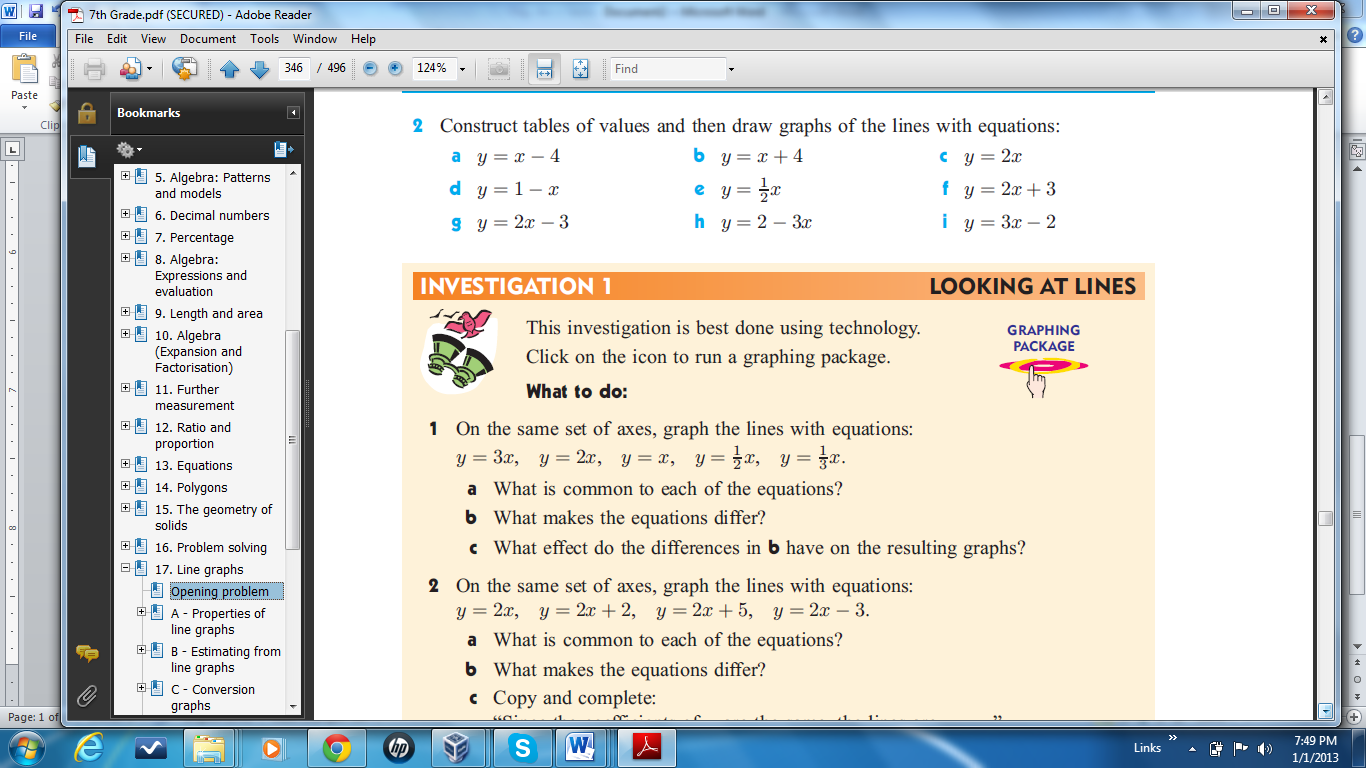 7th Grade.pdf (SECURED) - Adobe Reader
File
File Edit View Document Tools Window Help
346 / 496 124% Find
Paste
Bookmarks
5. Algebra: Patterns
and models
6. Decimal numbers
7. Percentage
8. Algebra:
Expressions and
evaluation
9. Length and area
10. Algebra
(Expansion and
Factorisation)
11. Further
measurement
12. Ratio and
proportion
13. Equations
14. Polygons
15. The geometry of
solids
16. Problem solving
17. Line graphs
Opening problem
A - Properties of
line graphs
B - Estimating from
line graphs
C - Conversion
graphs
2 Construct tables of values and then draw graphs of the lines with equations:
a y = x − 4 b y = x + 4 c y = 2x
d y = 1 − x e y = 1/2 x f y = 2x + 3
g y = 2x − 3 h y = 2 − 3x i y = 3x − 2
INVESTIGATION 1 LOOKING AT LINES
This investigation is best done using technology.
Click on the icon to run a graphing package.
GRAPHING
PACKAGE
What to do:
1 On the same set of axes, graph the lines with equations:
y = 3x, y = 2x, y = x, y = 1/2 x, y = 1/3 x.
a What is common to each of the equations?
b What makes the equations differ?
c What effect do the differences in b have on the resulting graphs?
2 On the same set of axes, graph the lines with equations:
y = 2x, y = 2x + 2, y = 2x + 5, y = 2x − 3.
a What is common to each of the equations?
b What makes the equations differ?
c Copy and complete:
Page: 1 of
Links
7:49 PM
1/1/2013